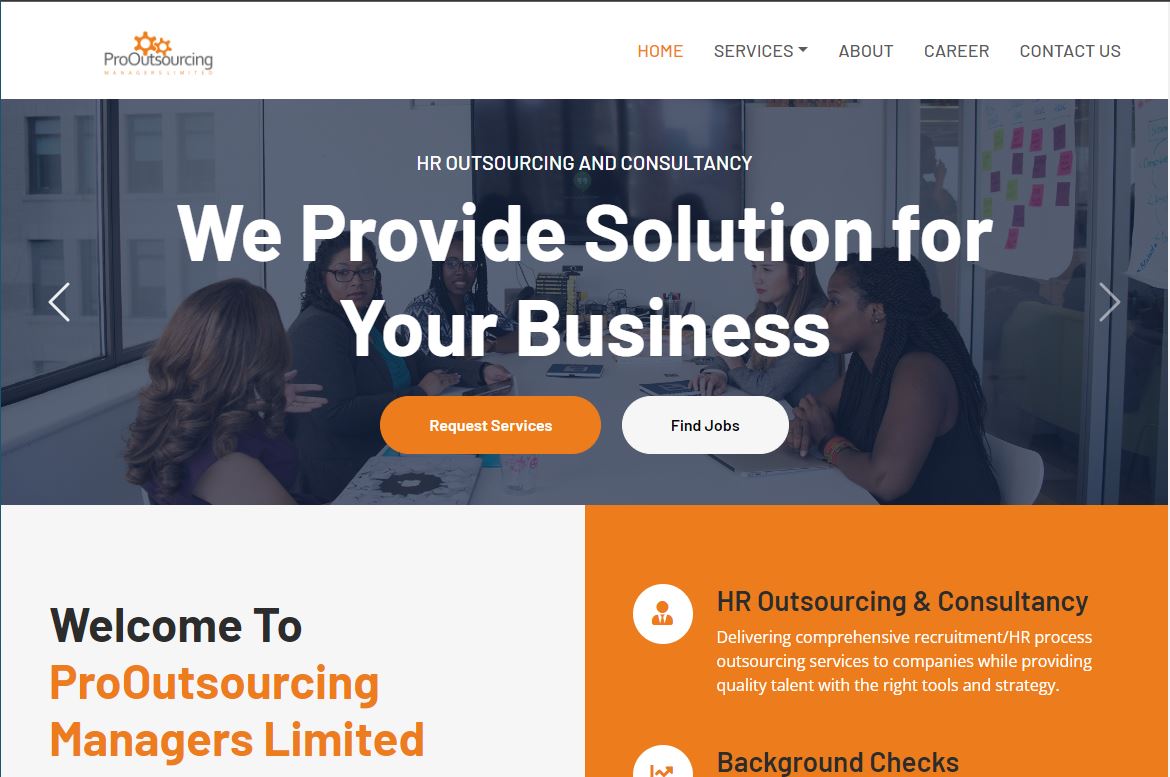 ProOutsourcing
MANAGERS LIMITED
HOME
SERVICES
ABOUT
CAREER
CONTACT US
HR OUTSOURCING AND CONSULTANCY
We Provide Solution for
Your Business
Request Services
Find Jobs
Welcome To
ProOutsourcing
Managers Limited
HR Outsourcing & Consultancy
Delivering comprehensive recruitment/HR process
outsourcing services to companies while providing
quality talent with the right tools and strategy.
Background Checks